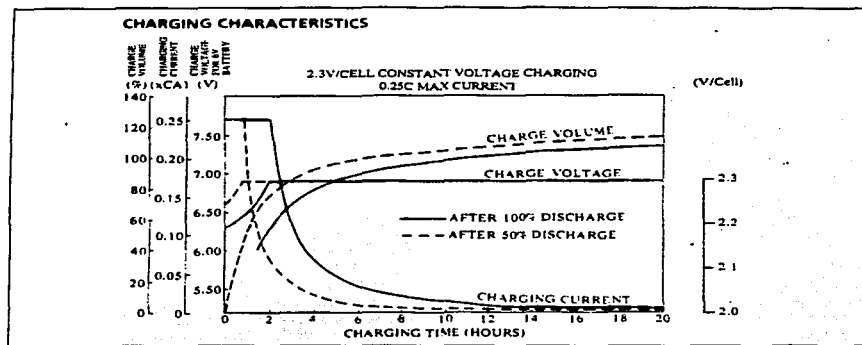 CHARGING CHARACTERISTICS
CHARGE VOLUME
CHARGING CURRENT
CHARGE VOLTAGE FOR 6V BATTERY
(%) (xCA) (V)
2.3V/CELL CONSTANT VOLTAGE CHARGING
0.25C MAX CURRENT
(V/Cell)
140
120 0.25 7.50
100 0.20 7.00
80 0.15 6.50
60 0.10 6.00
40
20 0.05 5.50
0 0
CHARGE VOLUME
CHARGE VOLTAGE
2.3
2.2
2.1
2.0
AFTER 100% DISCHARGE
AFTER 50% DISCHARGE
CHARGING CURRENT
0 2 4 6 8 10 12 14 16 18 20
CHARGING TIME (HOURS)